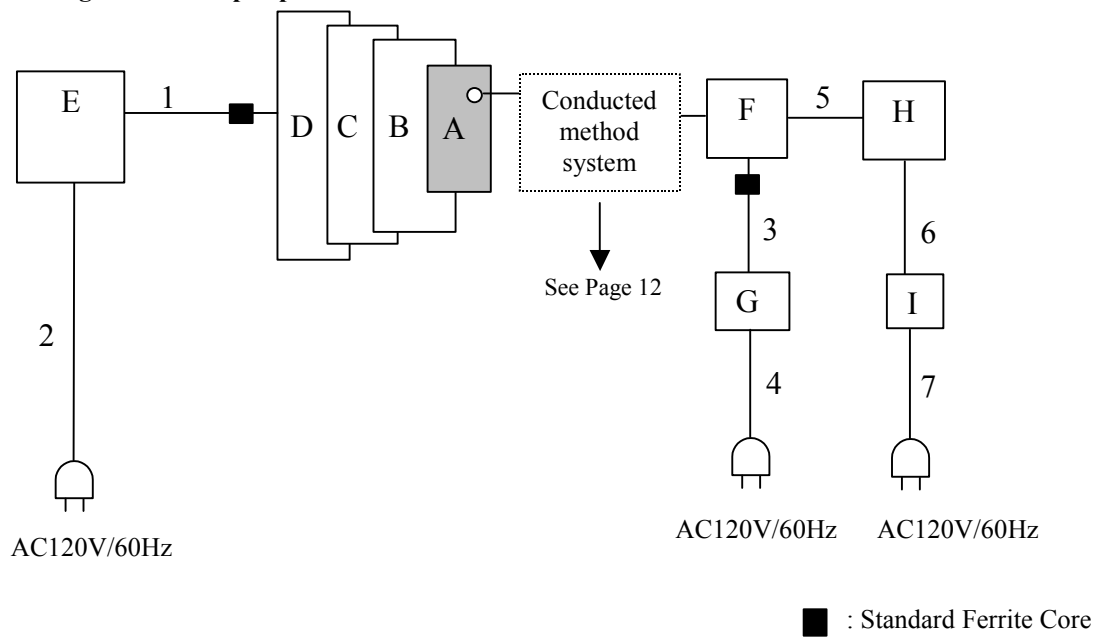 E
1
D
C
B
A
Conducted
method
system
F
5
H
3
6
See Page 12
G
I
2
4
7
AC120V/60Hz
AC120V/60Hz
AC120V/60Hz
: Standard Ferrite Core